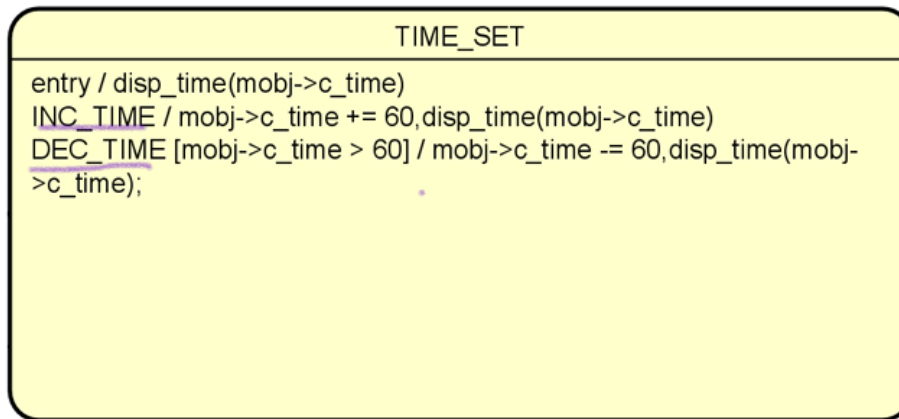 TIME_SET
entry / disp_time(mobj->c_time)
INC_TIME / mobj->c_time += 60,disp_time(mobj->c_time)
DEC_TIME [mobj->c_time > 60] / mobj->c_time -= 60,disp_time(mobj-
>c_time);